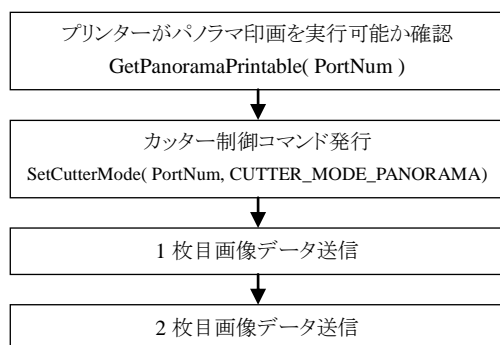 プリンターがパノラマ印画を実行可能か確認
GetPanoramaPrintable( PortNum )
カッター制御コマンド発行
SetCutterMode( PortNum, CUTTER_MODE_PANORAMA)
1 枚目画像データ送信
2 枚目画像データ送信